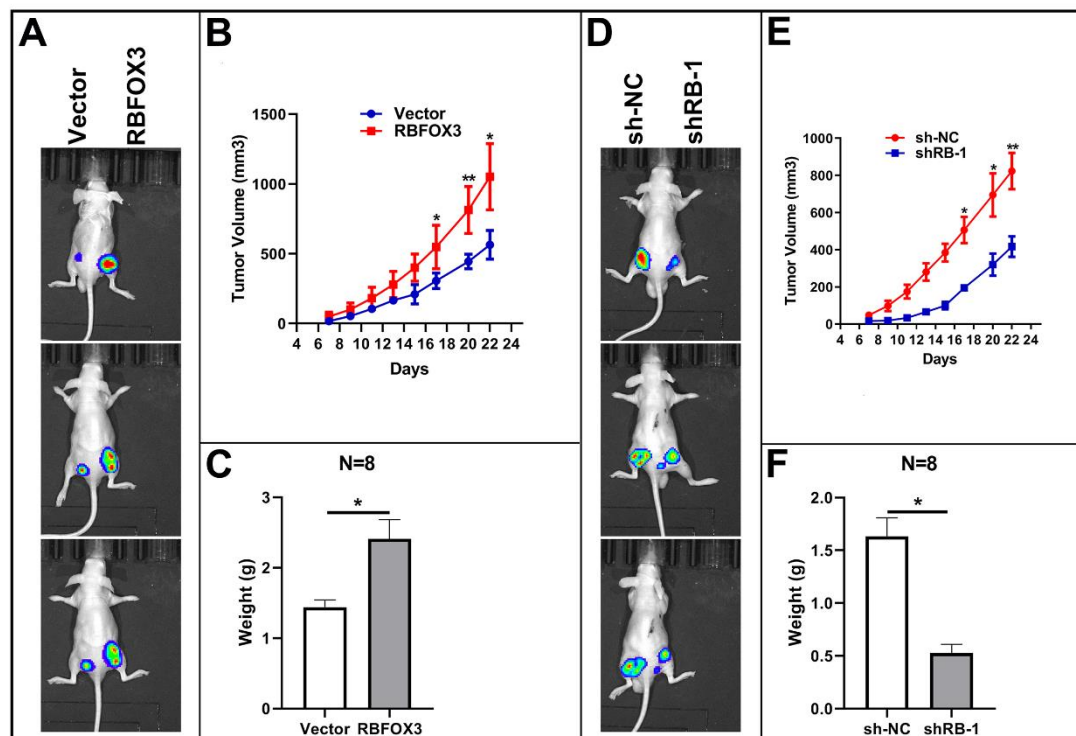 A
Vector
RBFOX3
B
Vector
RBFOX3
Tumor Volume (mm3)
1500
1000
500
0
*
**
*
4 6 8 10 11 12 14 16 18 20 22 24
Days
C
N=8
Weight (g)
3
2
1
0
*
Vector RBFOX3
D
sh-NC
shRB-1
E
sh-NC
shRB-1
Tumor Volume (mm3)
1000
800
600
400
200
0
*
*
**
4 6 8 10 11 12 14 16 18 20 22 24
Days
F
N=8
Weight (g)
2.0
1.5
1.0
0.5
0.0
*
sh-NC shRB-1